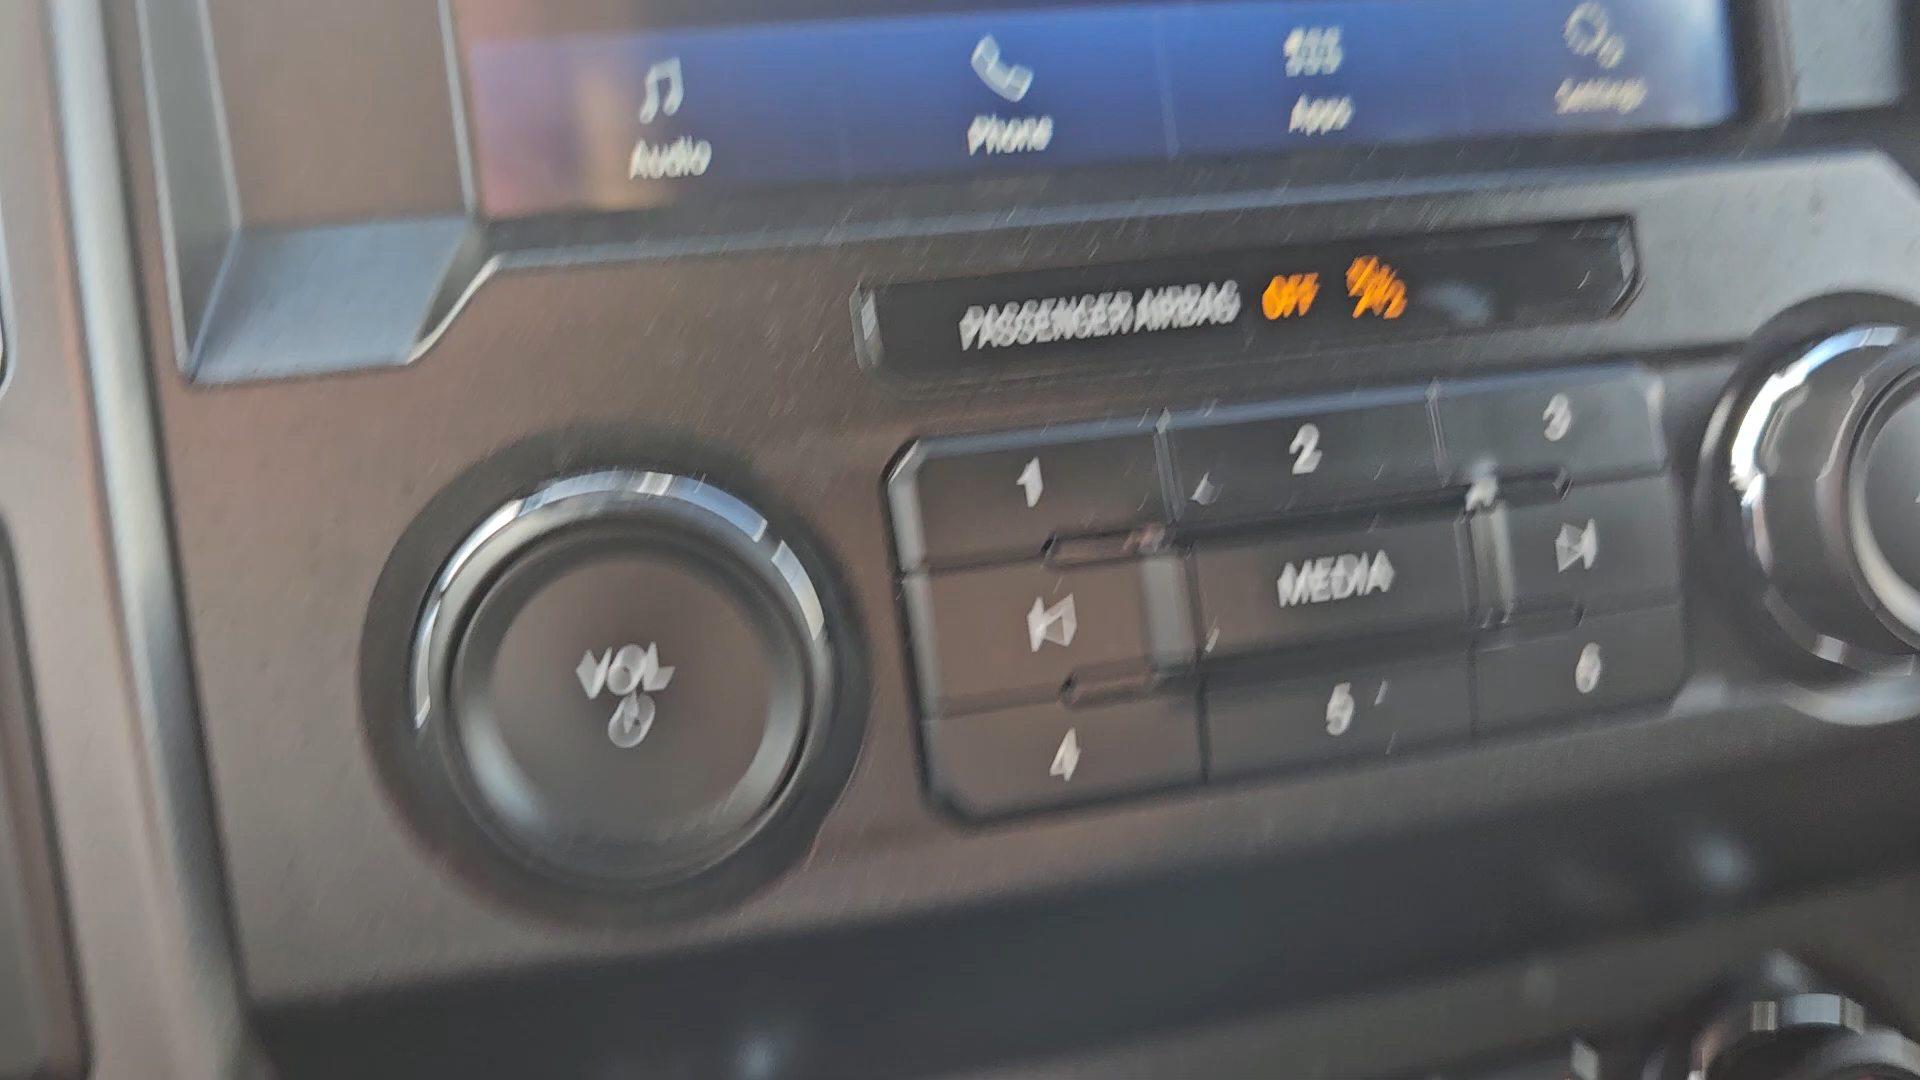 Audio Phone Apps Settings
PASSENGER AIRBAG OFF
1 2 3
MEDIA
VOL
4 5 6